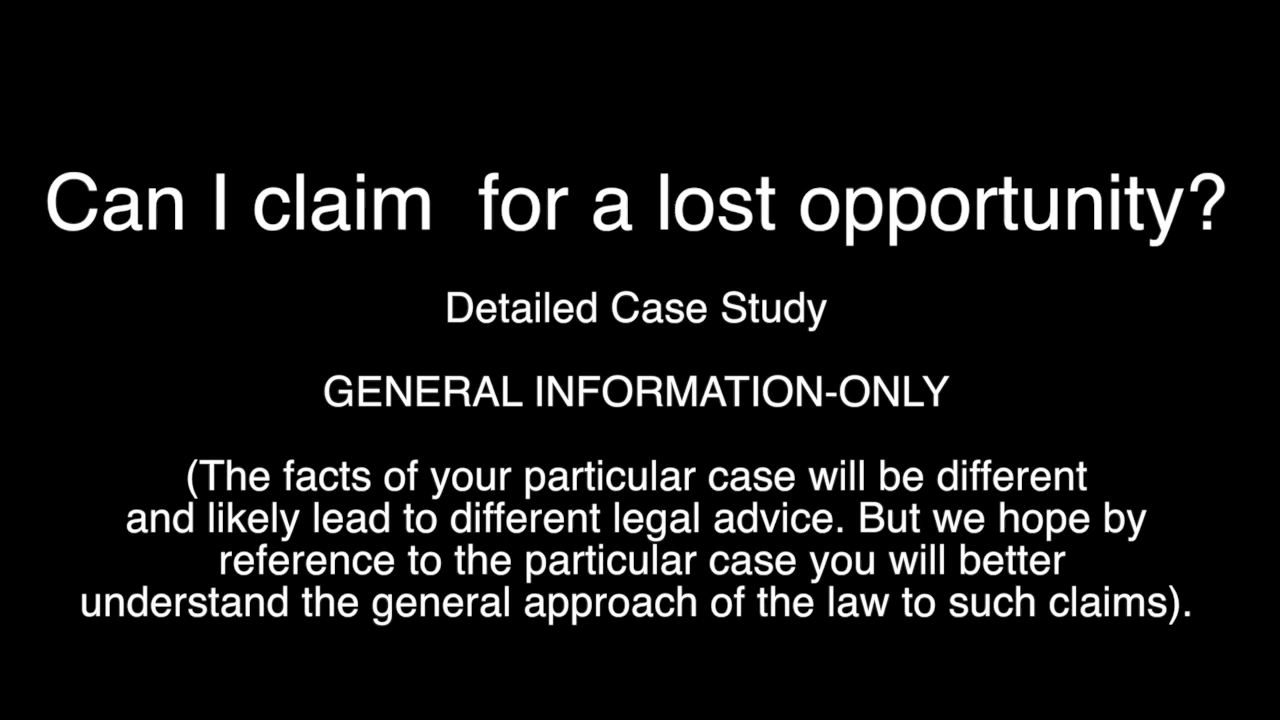 Can I claim  for a lost opportunity?
Detailed Case Study
GENERAL INFORMATION-ONLY
(The facts of your particular case will be different
and likely lead to different legal advice. But we hope by
reference to the particular case you will better
understand the general approach of the law to such claims).